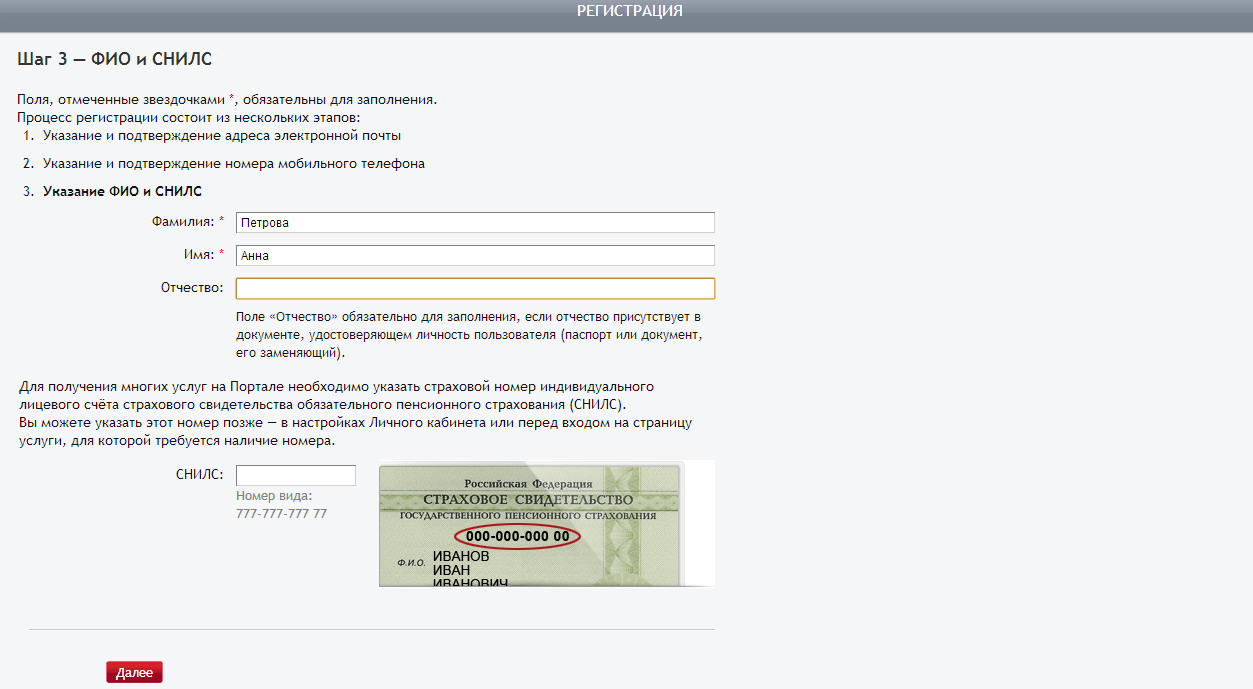 РЕГИСТРАЦИЯ
Шаг 3 — ФИО и СНИЛС
Поля, отмеченные звездочками *, обязательны для заполнения.
Процесс регистрации состоит из нескольких этапов:
1. Указание и подтверждение адреса электронной почты
2. Указание и подтверждение номера мобильного телефона
3. Указание ФИО и СНИЛС
Фамилия: * Петрова
Имя: * Анна
Отчество:
Поле «Отчество» обязательно для заполнения, если отчество присутствует в
документе, удостоверяющем личность пользователя (паспорт или документ,
его заменяющий).
Для получения многих услуг на Портале необходимо указать страховой номер индивидуального
лицевого счёта страхового свидетельства обязательного пенсионного страхования (СНИЛС).
Вы можете указать этот номер позже — в настройках Личного кабинета или перед входом на страницу
услуги, для которой требуется наличие номера.
СНИЛС:
Номер вида:
777-777-777 77
Российская Федерация
СТРАХОВОЕ СВИДЕТЕЛЬСТВО
ГОСУДАРСТВЕННОГО ПЕНСИОННОГО СТРАХОВАНИЯ
000-000-000 00
Ф.И.О. ИВАНОВ
ИВАН
ИВАНОВИЧ
Далее